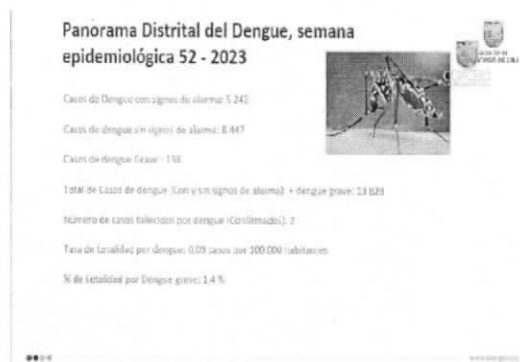 Panorama Distrital del Dengue, semana
epidemiológica 52 - 2023
Casos de Dengue con signos de alarma: 5 243
Casos de dengue sin signos de alarma: 8.447
Casos de dengue Grave : 138
Total de Casos de dengue (Con y sin signos de alarma) + dengue grave: 13 828
Número de casos fallecidos por dengue (Confirmados): 2
Tasa de Letalidad por dengue: 0,09 casos por 100.000 habitantes
% de Letalidad por Dengue grave: 1,4 %